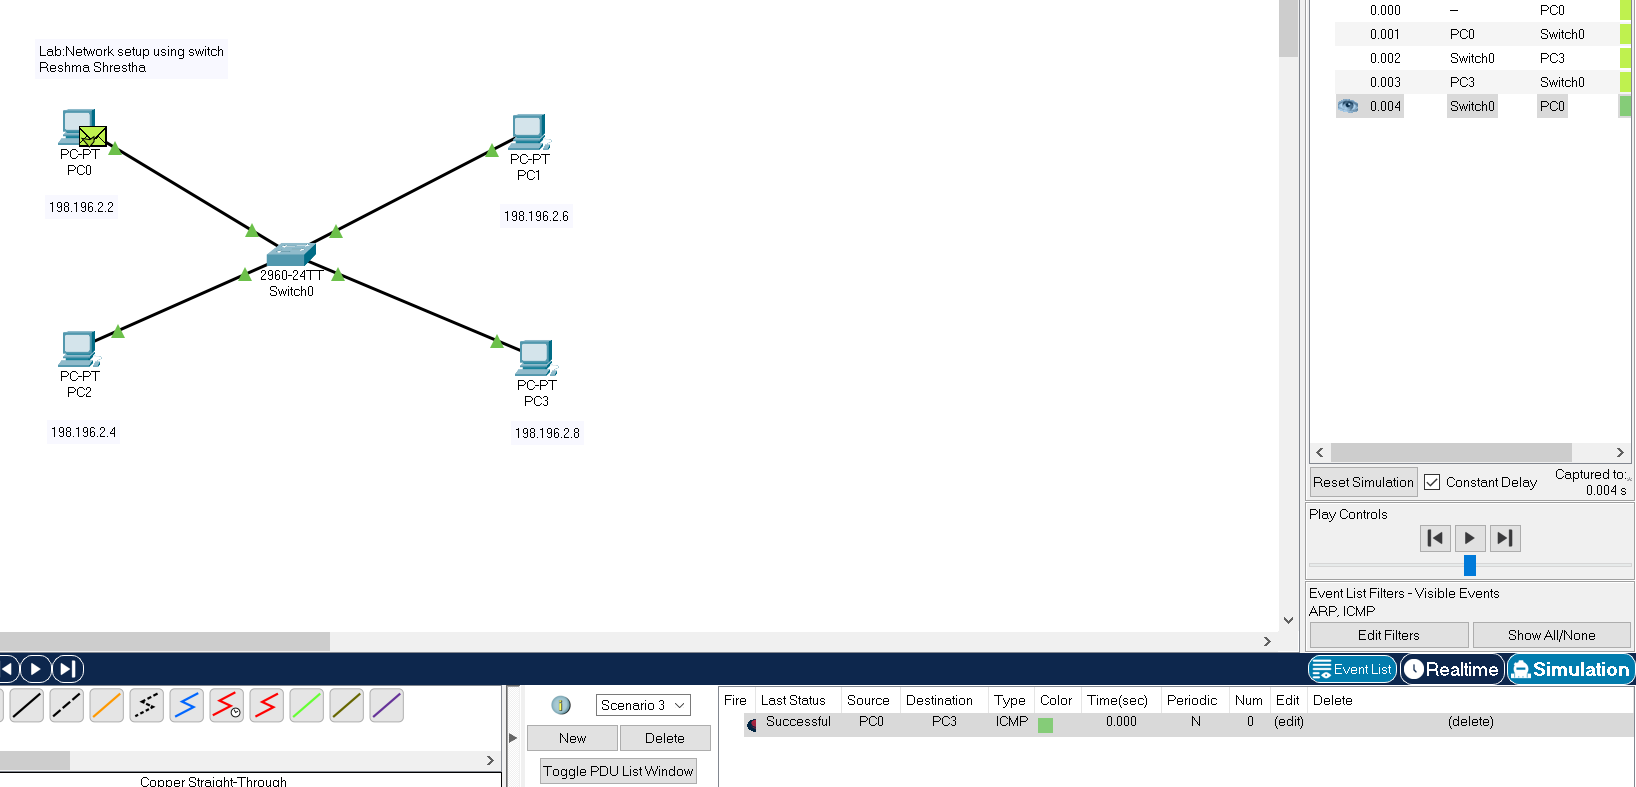 Lab:Network setup using switch
Reshma Shrestha
PC-PT
PC0
198.196.2.2
PC-PT
PC1
198.196.2.6
2960-24TT
Switch0
PC-PT
PC2
198.196.2.4
PC-PT
PC3
198.196.2.8
0.000 -- PC0
0.001 PC0 Switch0
0.002 Switch0 PC3
0.003 PC3 Switch0
0.004 Switch0 PC0
Reset Simulation Constant Delay Captured to:
0.004 s
Play Controls
Event List Filters - Visible Events
ARP, ICMP
Edit Filters Show All/None
Event List Realtime Simulation
Scenario 3
New Delete
Toggle PDU List Window
Copper Straight-Through
Fire Last Status Source Destination Type Color Time(sec) Periodic Num Edit Delete
Successful PC0 PC3 ICMP 0.000 N 0 (edit) (delete)